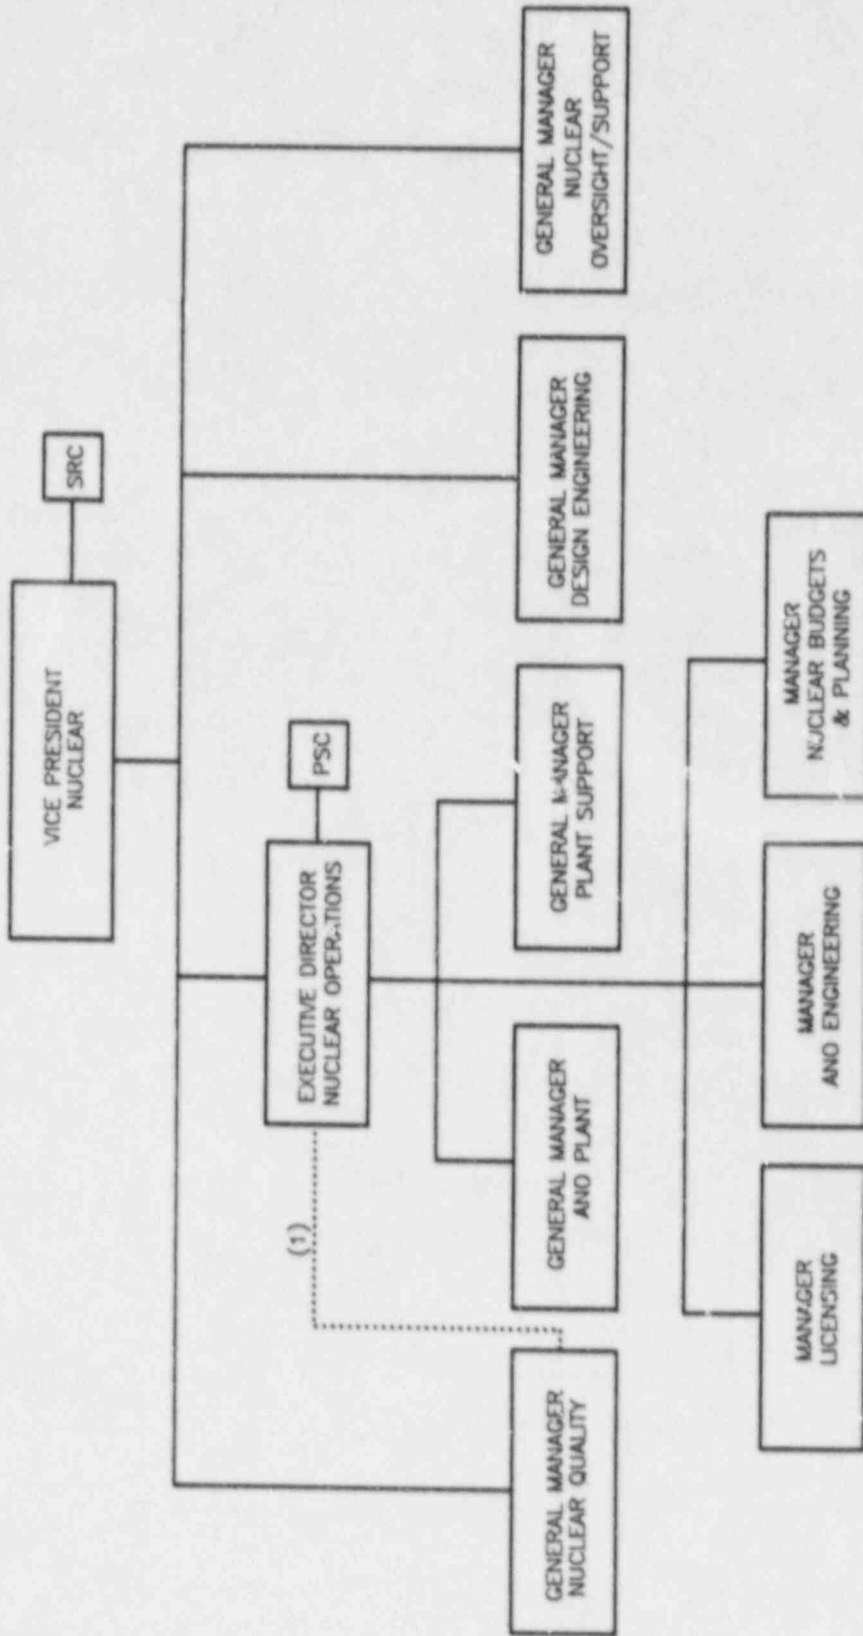 VICE PRESIDENT
NUCLEAR
SRC
EXECUTIVE DIRECTOR
NUCLEAR OPERATIONS
PSC
(1)
GENERAL MANAGER
NUCLEAR QUALITY
GENERAL MANAGER
ANO PLANT
GENERAL MANAGER
PLANT SUPPORT
GENERAL MANAGER
DESIGN ENGINEERING
GENERAL MANAGER
NUCLEAR
OVERSIGHT/SUPPORT
MANAGER
LICENSING
MANAGER
ANO ENGINEERING
MANAGER
NUCLEAR BUDGETS
& PLANNING